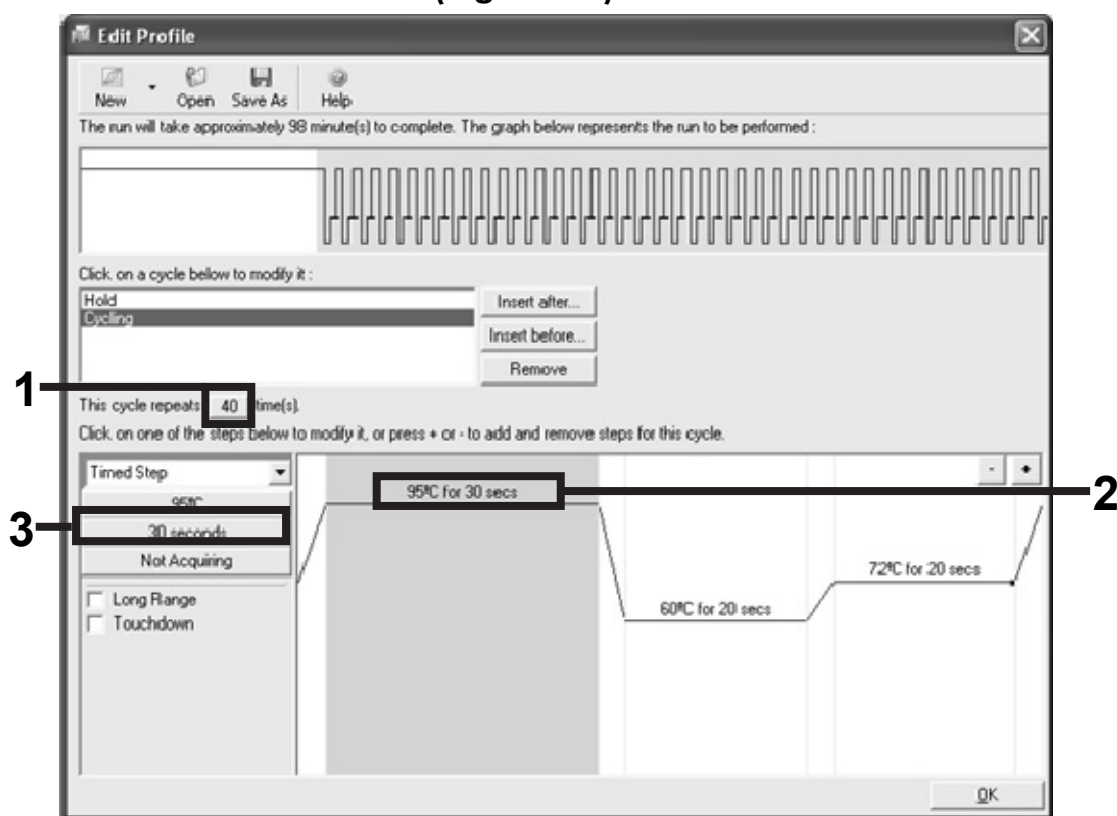 Edit Profile
New Open Save As Help
The run will take approximately 98 minute(s) to complete. The graph below represents the run to be performed :
Click on a cycle below to modify it :
Hold
Cycling
Insert after...
Insert before...
Remove
1
This cycle repeats 40 time(s).
Click on one of the steps below to modify it, or press + or - to add and remove steps for this cycle.
Timed Step
- +
95ºC
95ºC for 30 secs
2
3
30 seconds
Not Acquiring
72ºC for 20 secs
Long Range
60ºC for 20 secs
Touchdown
OK